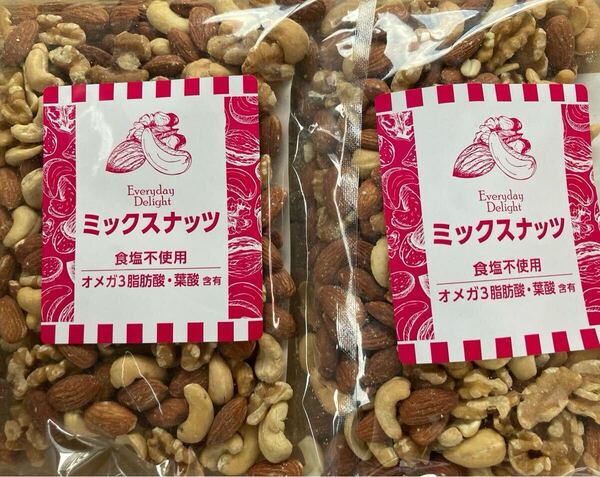 Everyday
Delight
ミックスナッツ
食塩不使用
オメガ3脂肪酸・葉酸 含有
Everyday
Delight
ミックスナッツ
食塩不使用
オメガ3脂肪酸・葉酸 含有